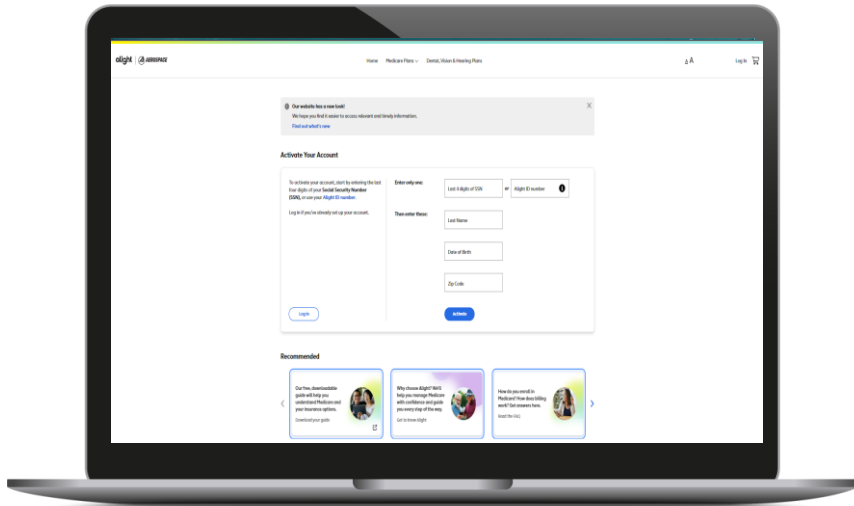 alight | AEROSPACE
Home Medicare Plans Dental, Vision & Hearing Plans
A A
Log In
Our website has a new look!
We hope you find it easier to access relevant and timely information.
Find out what's new
Activate Your Account
To activate your account, start by entering the last
four digits of your Social Security Number
(SSN), or use your Alight ID number.
Log in if you've already set up your account.
Log In
Enter only one:
Last 4 digits of SSN or Alight ID number
Then enter these:
Last Name
Date of Birth
Zip Code
Activate
Recommended
Our free, downloadable
guide will help you
understand Medicare and
your insurance options.
Download your guide
Why choose Alight? We'll
help you manage Medicare
with confidence and guide
you every step of the way.
Get to know Alight
How do you enroll in
Medicare? How does billing
work? Get answers here.
Read the FAQ